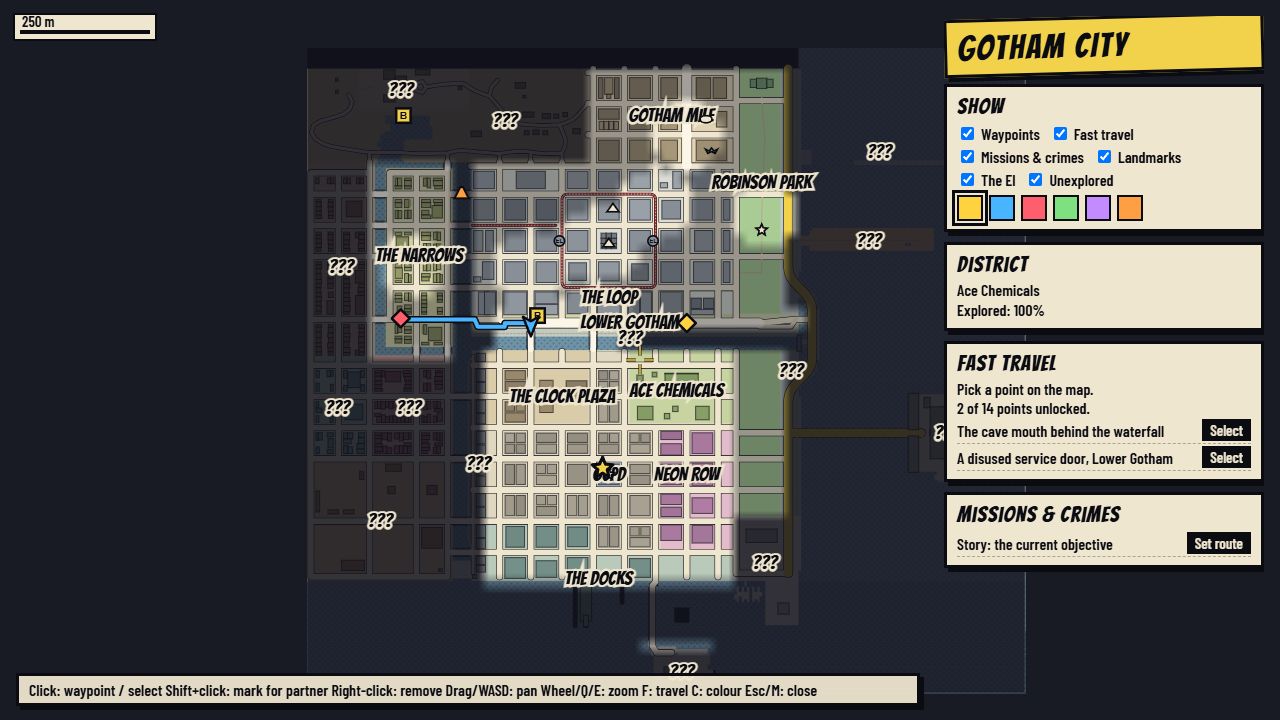 250 m
GOTHAM CITY
SHOW
Waypoints
Fast travel
Missions & crimes
Landmarks
The El
Unexplored
DISTRICT
Ace Chemicals
Explored: 100%
FAST TRAVEL
Pick a point on the map.
2 of 14 points unlocked.
The cave mouth behind the waterfall
Select
A disused service door, Lower Gotham
Select
MISSIONS & CRIMES
Story: the current objective
Set route
???
B
???
GOTHAM MILE
???
ROBINSON PARK
???
THE NARROWS
???
THE LOOP
B
LOWER GOTHAM
???
???
THE CLOCK PLAZA
ACE CHEMICALS
???
???
???
NEON ROW
???
???
THE DOCKS
???
Click: waypoint / select Shift+click: mark for partner Right-click: remove Drag/WASD: pan Wheel/Q/E: zoom F: travel C: colour Esc/M: close